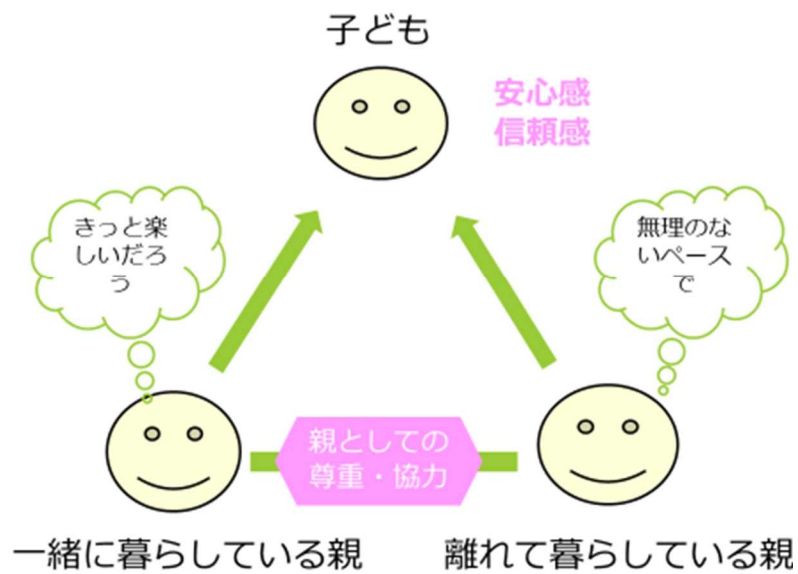 子ども
安心感
信頼感
きっと楽
しいだろ
う
無理のな
いペース
で
親としての
尊重・協力
一緒に暮らしている親
離れて暮らしている親